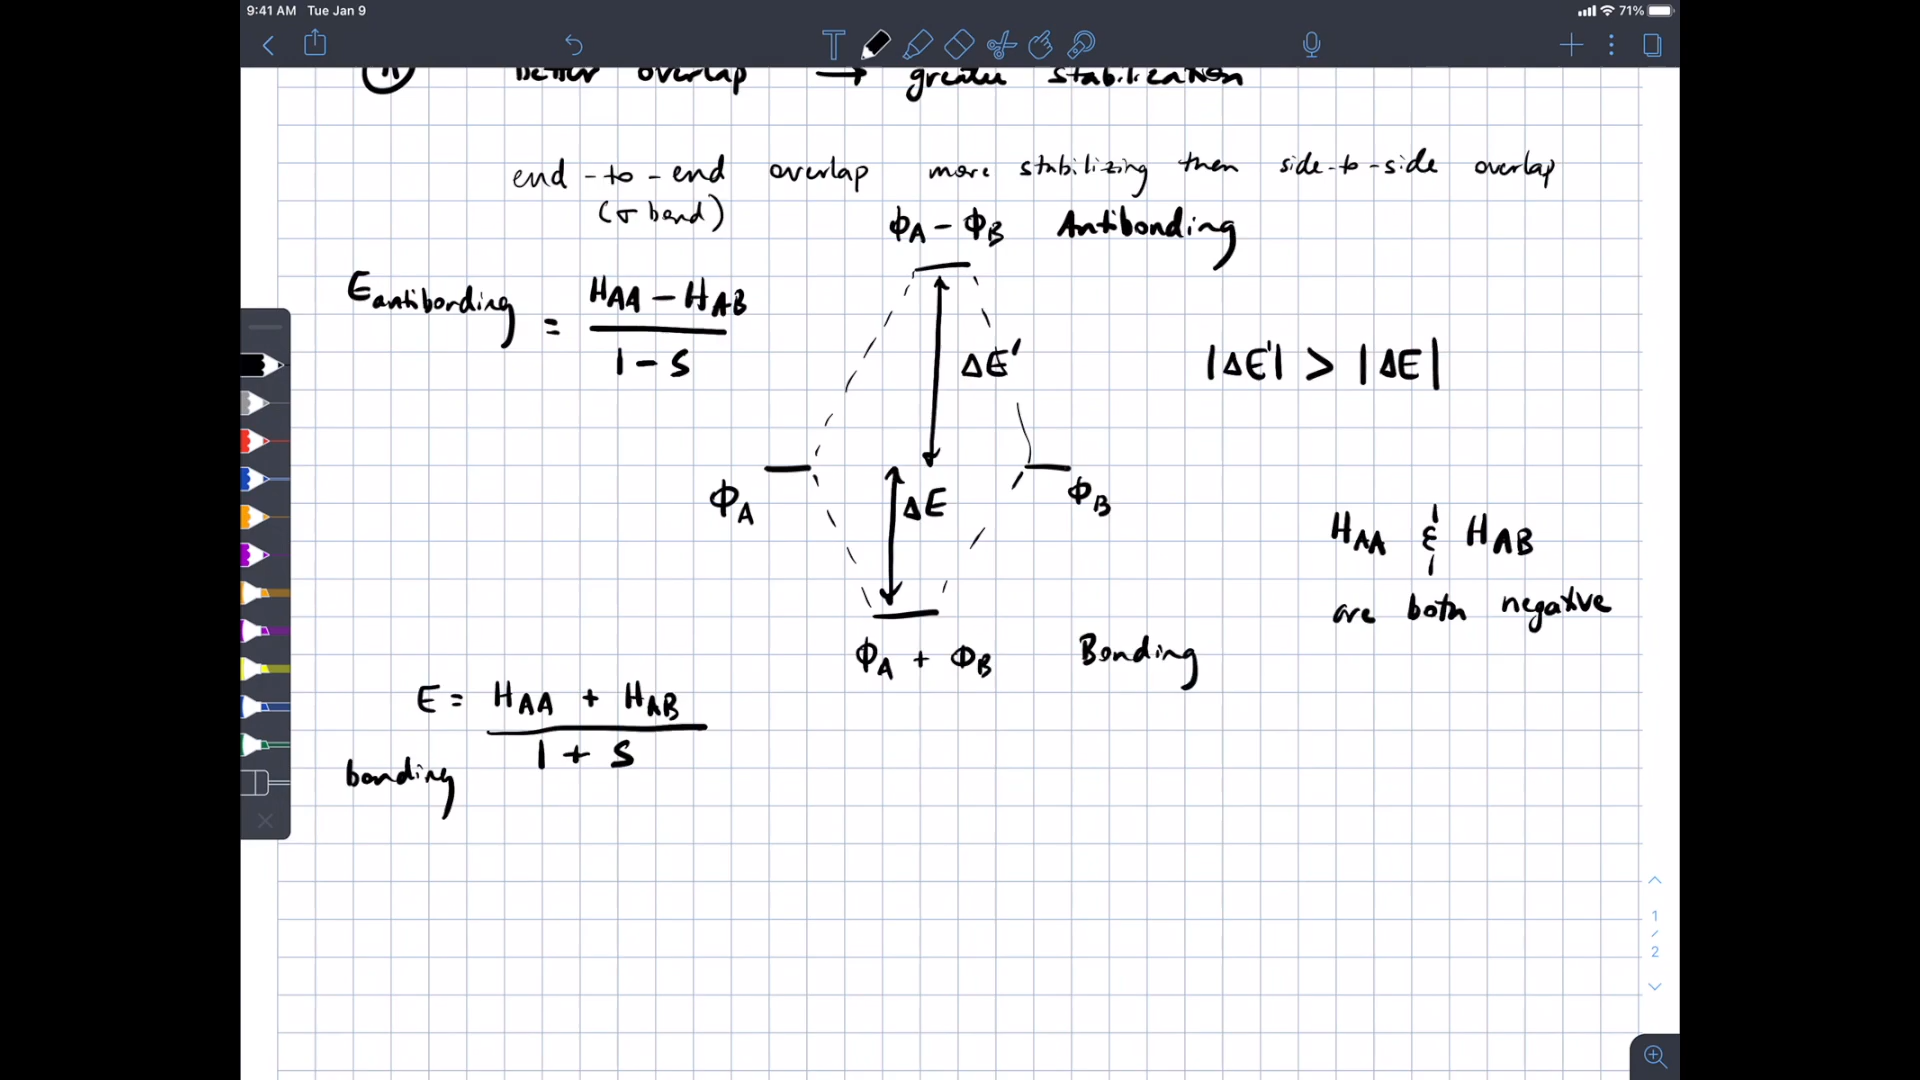 9:41 AM Tue Jan 9
71%
better overlap → greater stabilization
end-to-end overlap more stabilizing then side-to-side overlap
(σ bond)
ΦA − ΦB Antibonding
Eantibonding = HAA − HAB
1 − S
ΔE'
|ΔE'| > |ΔE|
ΦA
ΔE
ΦB
HAA & HAB
are both negative
ΦA + ΦB Bonding
E = HAA + HAB
1 + S
bonding
1
/
2